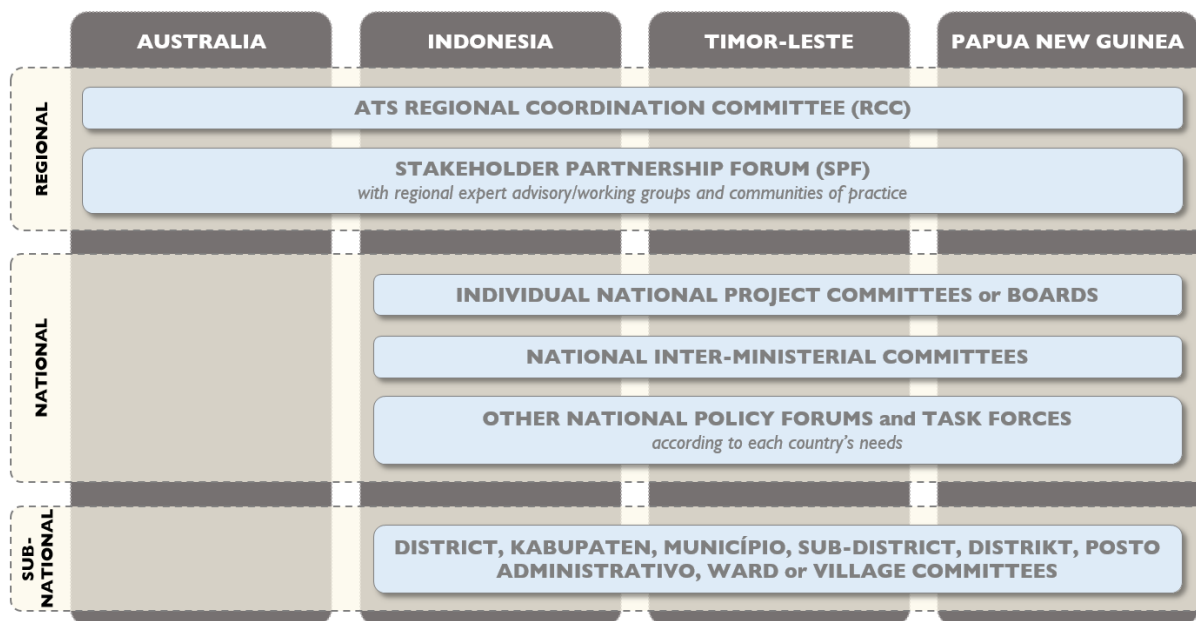 AUSTRALIA
INDONESIA
TIMOR-LESTE
PAPUA NEW GUINEA
REGIONAL
ATS REGIONAL COORDINATION COMMITTEE (RCC)
STAKEHOLDER PARTNERSHIP FORUM (SPF)
with regional expert advisory/working groups and communities of practice
NATIONAL
INDIVIDUAL NATIONAL PROJECT COMMITTEES or BOARDS
NATIONAL INTER-MINISTERIAL COMMITTEES
OTHER NATIONAL POLICY FORUMS and TASK FORCES
according to each country's needs
SUB-
NATIONAL
DISTRICT, KABUPATEN, MUNICÍPIO, SUB-DISTRICT, DISTRIKT, POSTO
ADMINISTRATIVO, WARD or VILLAGE COMMITTEES